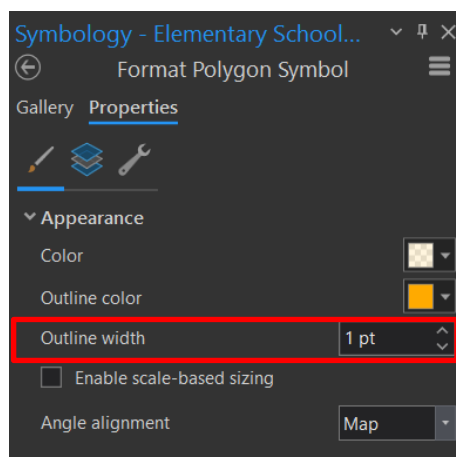 Symbology - Elementary School...
Format Polygon Symbol
Gallery Properties
Appearance
Color
Outline color
Outline width 1 pt
Enable scale-based sizing
Angle alignment Map